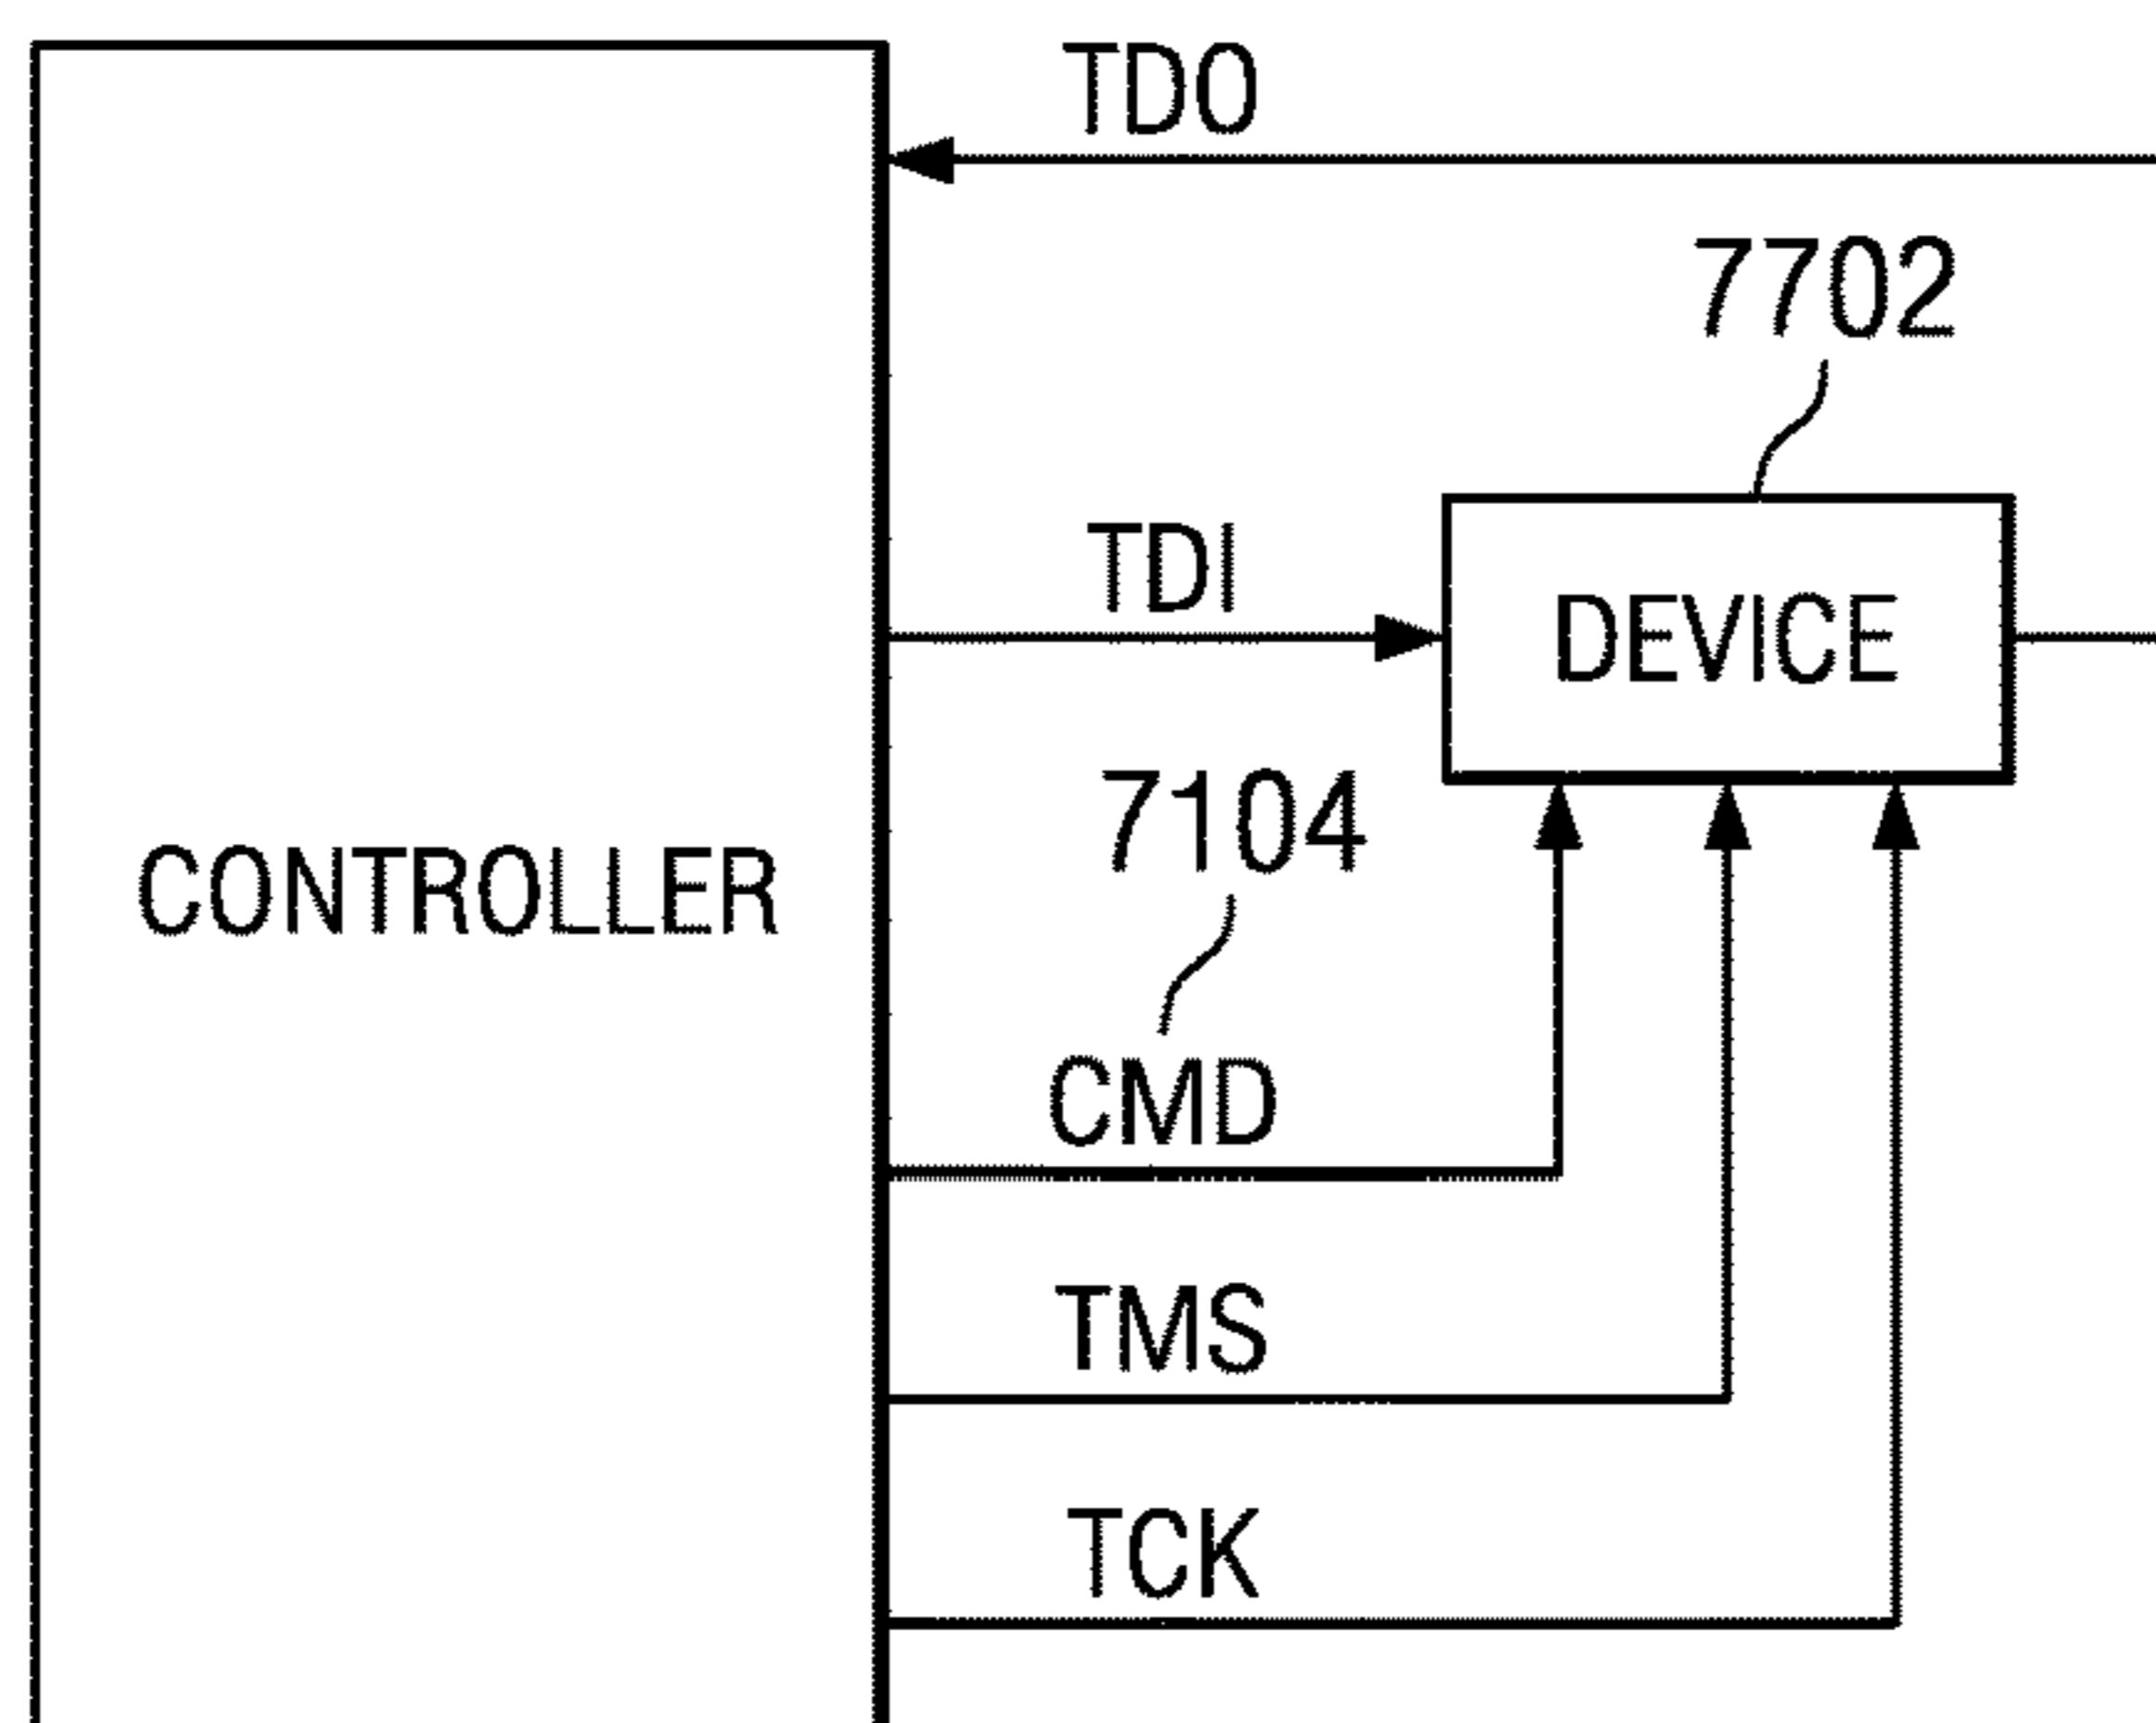 TDO
7702
TDI
DEVICE
7104
CONTROLLER
CMD
TMS
TCK